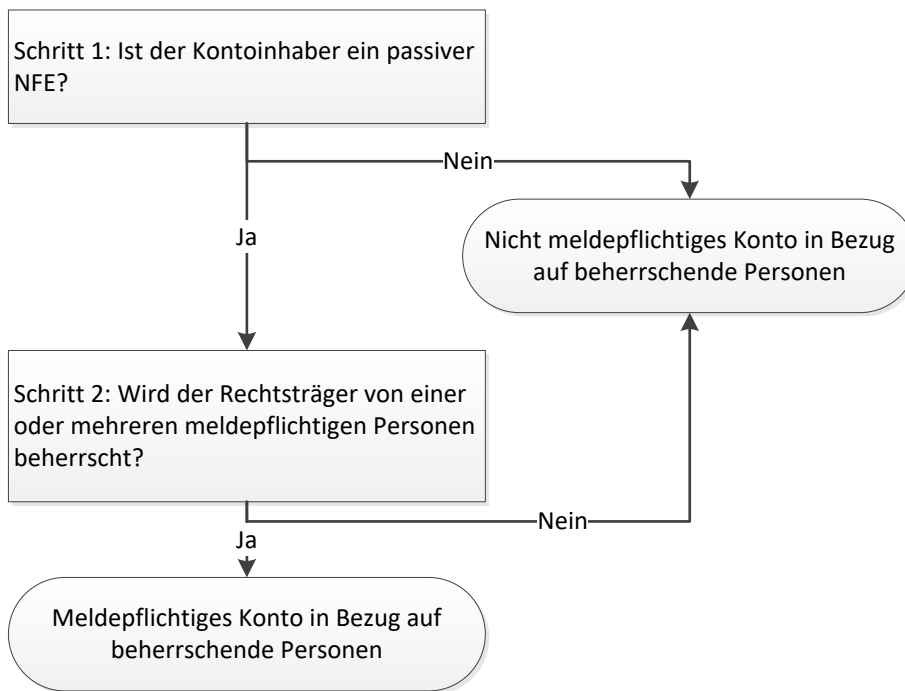 Schritt 1: Ist der Kontoinhaber ein passiver
NFE?
Nein
Ja
Nicht meldepflichtiges Konto in Bezug
auf beherrschende Personen
Schritt 2: Wird der Rechtsträger von einer
oder mehreren meldepflichtigen Personen
beherrscht?
Nein
Ja
Meldepflichtiges Konto in Bezug auf
beherrschende Personen